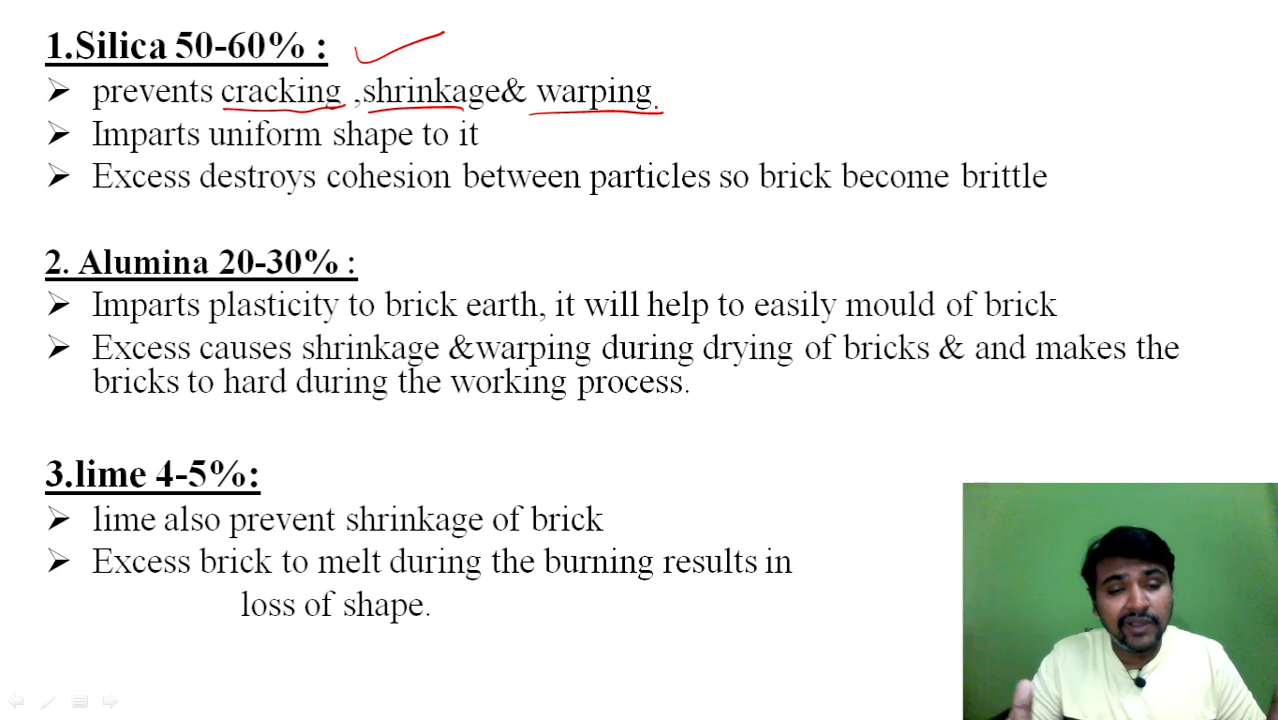 1.Silica 50-60% :
➢ prevents cracking ,shrinkage& warping.
➢ Imparts uniform shape to it
➢ Excess destroys cohesion between particles so brick become brittle
2. Alumina 20-30% :
➢ Imparts plasticity to brick earth, it will help to easily mould of brick
➢ Excess causes shrinkage &warping during drying of bricks & and makes the
bricks to hard during the working process.
3.lime 4-5%:
➢ lime also prevent shrinkage of brick
➢ Excess brick to melt during the burning results in
loss of shape.